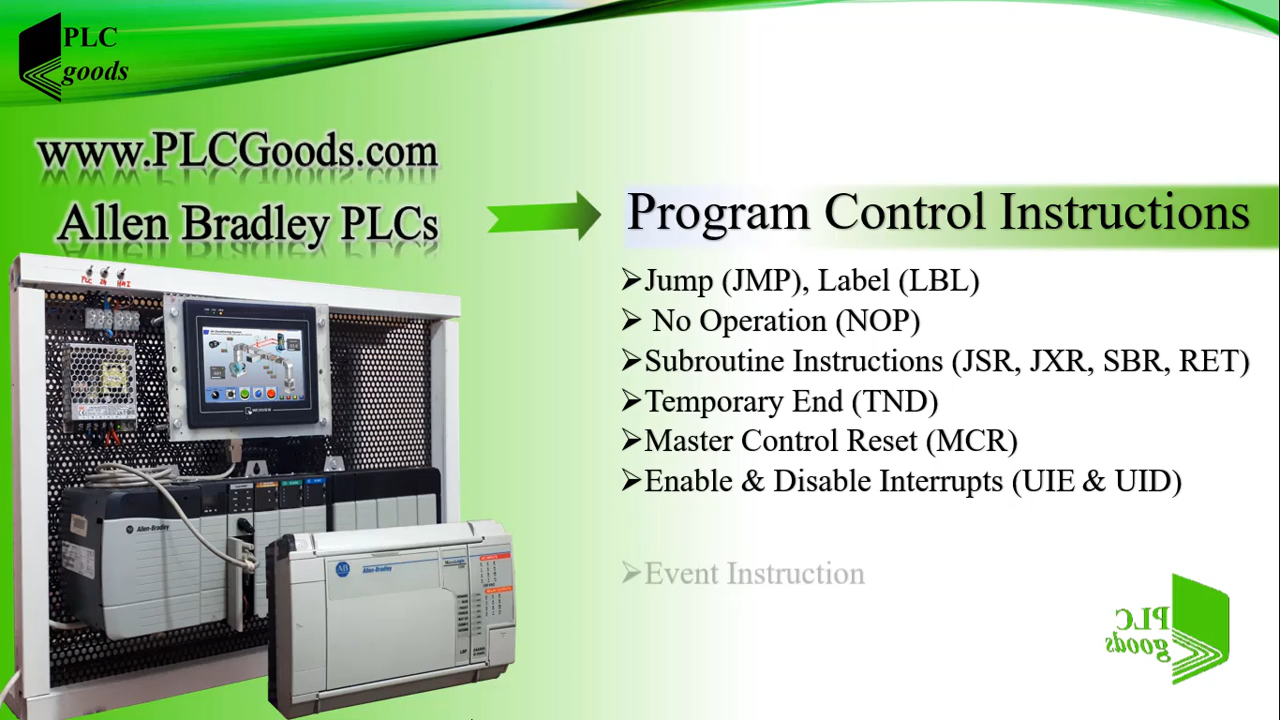 PLC
goods
www.PLCGoods.com
Allen Bradley PLCs
Program Control Instructions
➢Jump (JMP), Label (LBL)
➢ No Operation (NOP)
➢Subroutine Instructions (JSR, JXR, SBR, RET)
➢Temporary End (TND)
➢Master Control Reset (MCR)
➢Enable & Disable Interrupts (UIE & UID)
➢Event Instruction
PLC
goods
PLC
Allen-Bradley
AB
Allen-Bradley